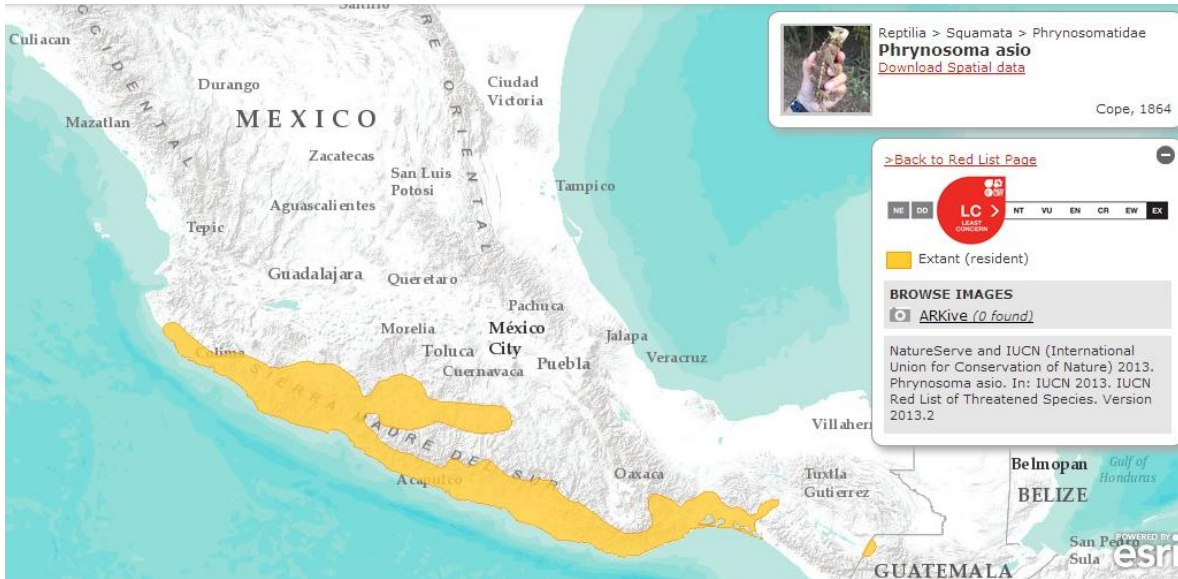 Culiacan
OCCIDENTAL
Mazatlan
Durango
MEXICO
Zacatecas
San Luis
Potosi
Aguascalientes
Tepic
Guadalajara
Queretaro
ORIENTAL
Ciudad
Victoria
Tampico
Pachuca
Morelia
México
City
Toluca
Cuernavaca
Puebla
Jalapa
Veracruz
Colima
SIERRA MADRE DEL SUR
Acapulco
Oaxaca
Tuxtla
Gutierrez
Belmopan
BELIZE
Gulf of
Honduras
San Pedro
Sula
GUATEMALA
POWERED BY
esri
Reptilia > Squamata > Phrynosomatidae
Phrynosoma asio
Download Spatial data
Cope, 1864
>Back to Red List Page
NE DD LC > NT VU EN CR EW EX
LEAST
CONCERN
Extant (resident)
BROWSE IMAGES
ARKive (0 found)
NatureServe and IUCN (International
Union for Conservation of Nature) 2013.
Phrynosoma asio. In: IUCN 2013. IUCN
Red List of Threatened Species. Version
2013.2